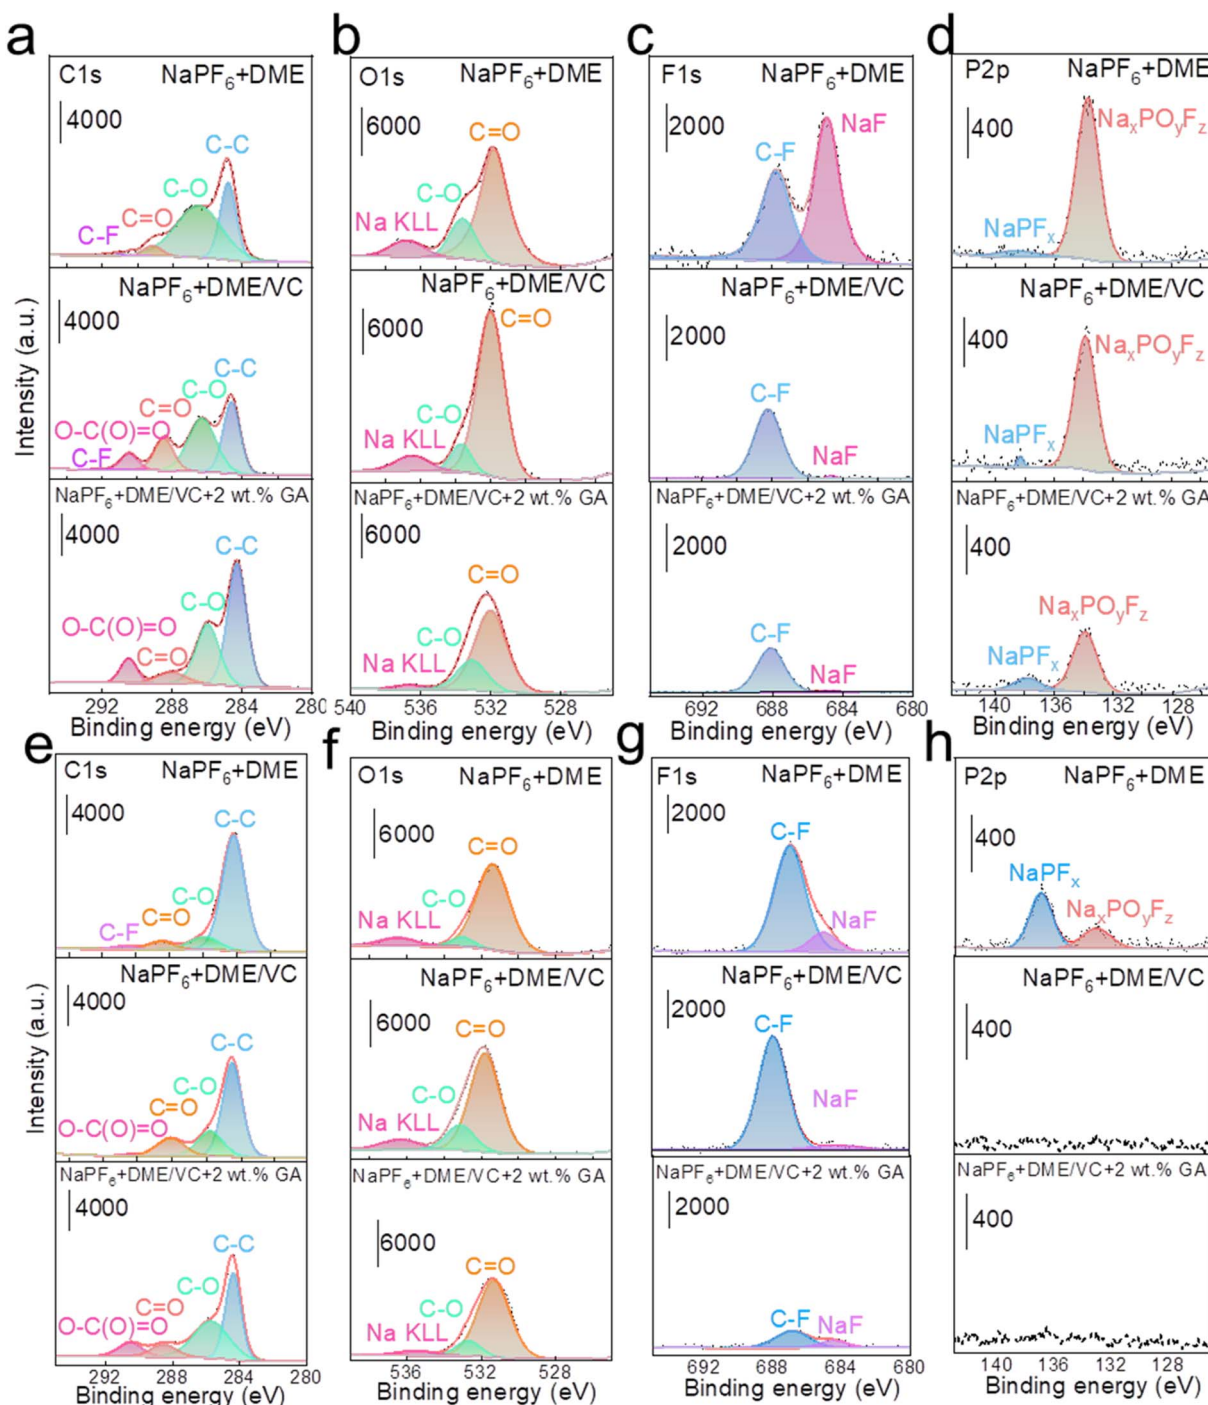 a
C1s
NaPF6+DME
4000
C-C
C-O
C=O
C-F
NaPF6+DME/VC
4000
C-C
C-O
C=O
O-C(O)=O
C-F
NaPF6+DME/VC+2 wt.% GA
4000
C-C
C-O
O-C(O)=O
C=O
292 288 284 280
Binding energy (eV)
Intensity (a.u.)
b
O1s
NaPF6+DME
6000
C=O
C-O
Na KLL
NaPF6+DME/VC
6000
C=O
C-O
Na KLL
NaPF6+DME/VC+2 wt.% GA
6000
C=O
C-O
Na KLL
540 536 532 528
Binding energy (eV)
c
F1s
NaPF6+DME
2000
NaF
C-F
NaPF6+DME/VC
2000
C-F
NaF
NaPF6+DME/VC+2 wt.% GA
2000
C-F
NaF
692 688 684 680
Binding energy (eV)
d
P2p
NaPF6+DME
400
NaxPOyFz
NaPFx
NaPF6+DME/VC
400
NaxPOyFz
NaPFx
NaPF6+DME/VC+2 wt.% GA
400
NaxPOyFz
NaPFx
140 136 132 128
Binding energy (eV)
e
C1s
NaPF6+DME
4000
C-C
C-O
C=O
C-F
NaPF6+DME/VC
4000
C-C
C-O
C=O
O-C(O)=O
NaPF6+DME/VC+2 wt.% GA
4000
C-C
C-O
C=O
O-C(O)=O
292 288 284 280
Binding energy (eV)
Intensity (a.u.)
f
O1s
NaPF6+DME
6000
C=O
C-O
Na KLL
NaPF6+DME/VC
6000
C=O
C-O
Na KLL
NaPF6+DME/VC+2 wt.% GA
6000
C=O
C-O
Na KLL
536 532 528
Binding energy (eV)
g
F1s
NaPF6+DME
2000
C-F
NaF
NaPF6+DME/VC
2000
C-F
NaF
NaPF6+DME/VC+2 wt.% GA
2000
C-F
NaF
692 688 684 680
Binding energy (eV)
h
P2p
NaPF6+DME
400
NaPFx
NaxPOyFz
NaPF6+DME/VC
400
NaPF6+DME/VC+2 wt.% GA
400
140 136 132 128
Binding energy (eV)